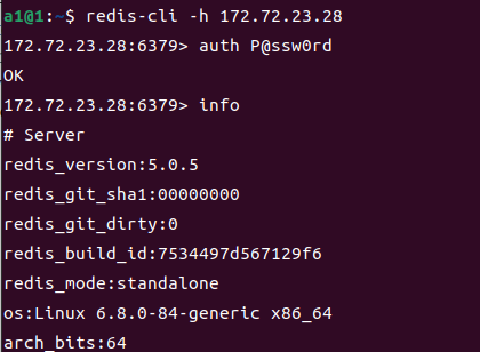 a1@1:~$ redis-cli -h 172.72.23.28
172.72.23.28:6379> auth P@ssw0rd
OK
172.72.23.28:6379> info
# Server
redis_version:5.0.5
redis_git_sha1:00000000
redis_git_dirty:0
redis_build_id:7534497d567129f6
redis_mode:standalone
os:Linux 6.8.0-84-generic x86_64
arch_bits:64